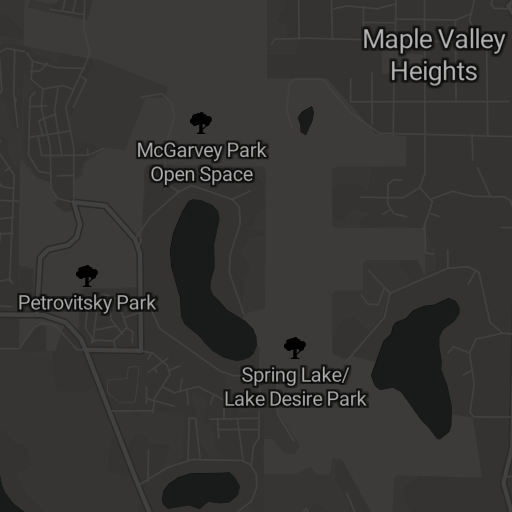 Maple Valley
Heights
McGarvey Park
Open Space
Petrovitsky Park
Spring Lake/
Lake Desire Park